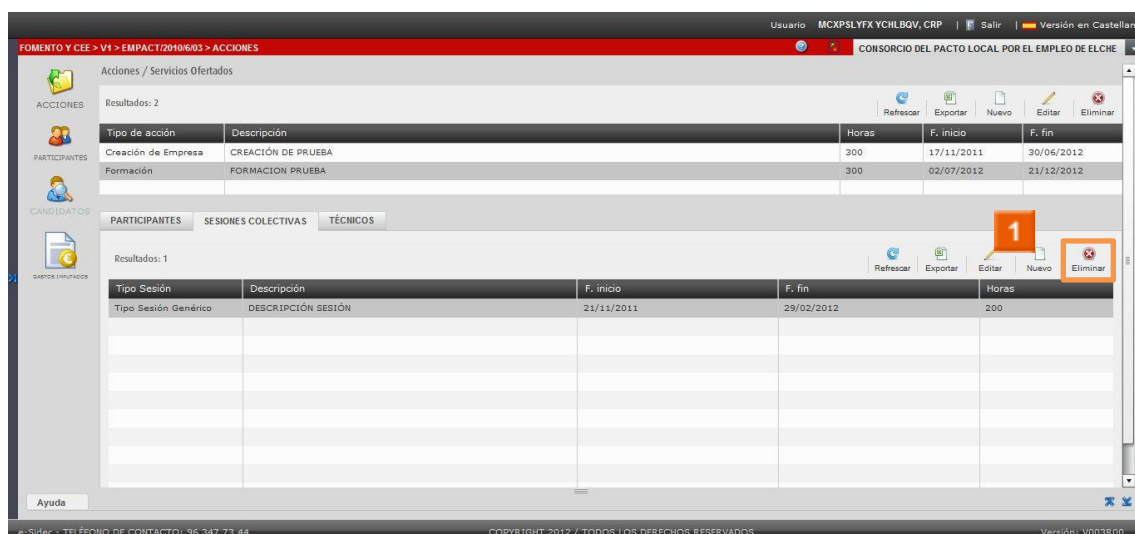 Usuario MCXPSLYFX YCHLBQV, CRP | Salir | Versión en Castellan
FOMENTO Y CEE > V1 > EMPACT/2010/6/03 > ACCIONES CONSORCIO DEL PACTO LOCAL POR EL EMPLEO DE ELCHE
Acciones / Servicios Ofertados
ACCIONES
Resultados: 2
Refrescar Exportar Nuevo Editar Eliminar
Tipo de acción Descripción Horas F. inicio F. fin
Creación de Empresa CREACIÓN DE PRUEBA 300 17/11/2011 30/06/2012
PARTICIPANTES
Formación FORMACION PRUEBA 300 02/07/2012 21/12/2012
CANDIDATOS
PARTICIPANTES SESIONES COLECTIVAS TÉCNICOS
1
Resultados: 1
Refrescar Exportar Editar Nuevo Eliminar
GASTOS IMPUTADOS
Tipo Sesión Descripción F. inicio F. fin Horas
Tipo Sesión Genérico DESCRIPCIÓN SESIÓN 21/11/2011 29/02/2012 200
Ayuda
e-Sidec - TELÉFONO DE CONTACTO: 96 347 73 44 COPYRIGHT 2012 / TODOS LOS DERECHOS RESERVADOS Versión: V003R00